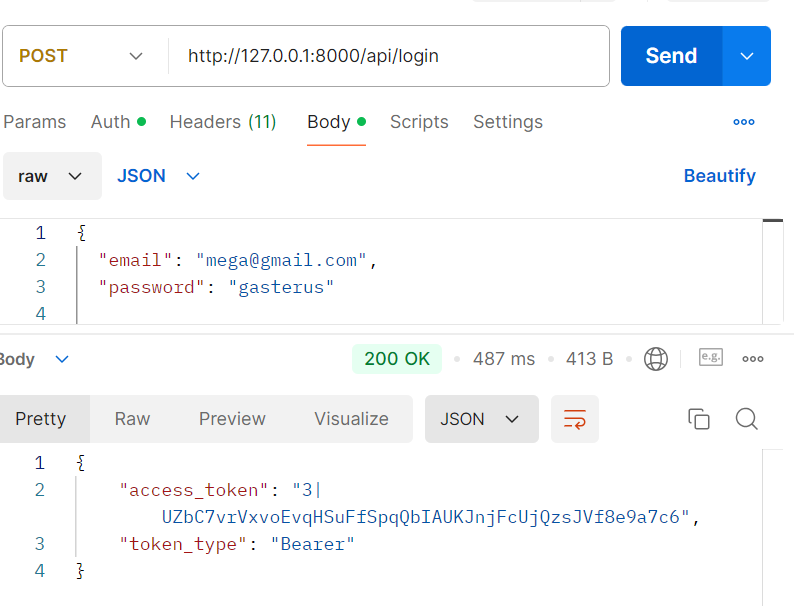 POST http://127.0.0.1:8000/api/login Send
Params Auth Headers (11) Body Scripts Settings
raw JSON Beautify
1 {
2 "email": "mega@gmail.com",
3 "password": "gasterus"
4
Body 200 OK 487 ms 413 B e.g.
Pretty Raw Preview Visualize JSON
1 {
2 "access_token": "3|
UZbC7vrVxvoEvqHSuFfSpqQbIAUKJnjFcUjQzsJVf8e9a7c6",
3 "token_type": "Bearer"
4 }